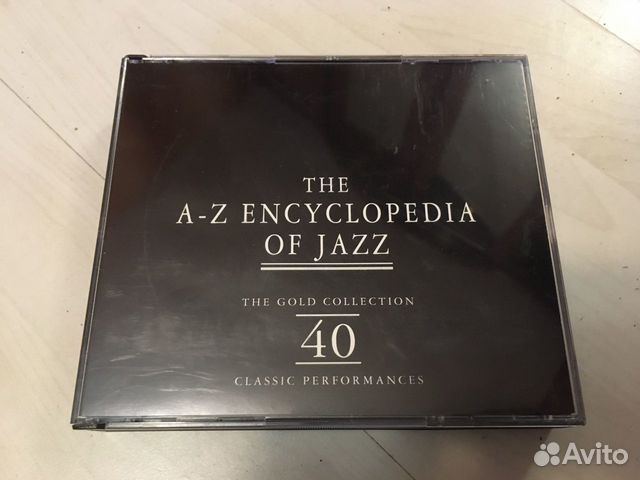 THE
A-Z ENCYCLOPEDIA
OF JAZZ
THE GOLD COLLECTION
40
CLASSIC PERFORMANCES
Avito